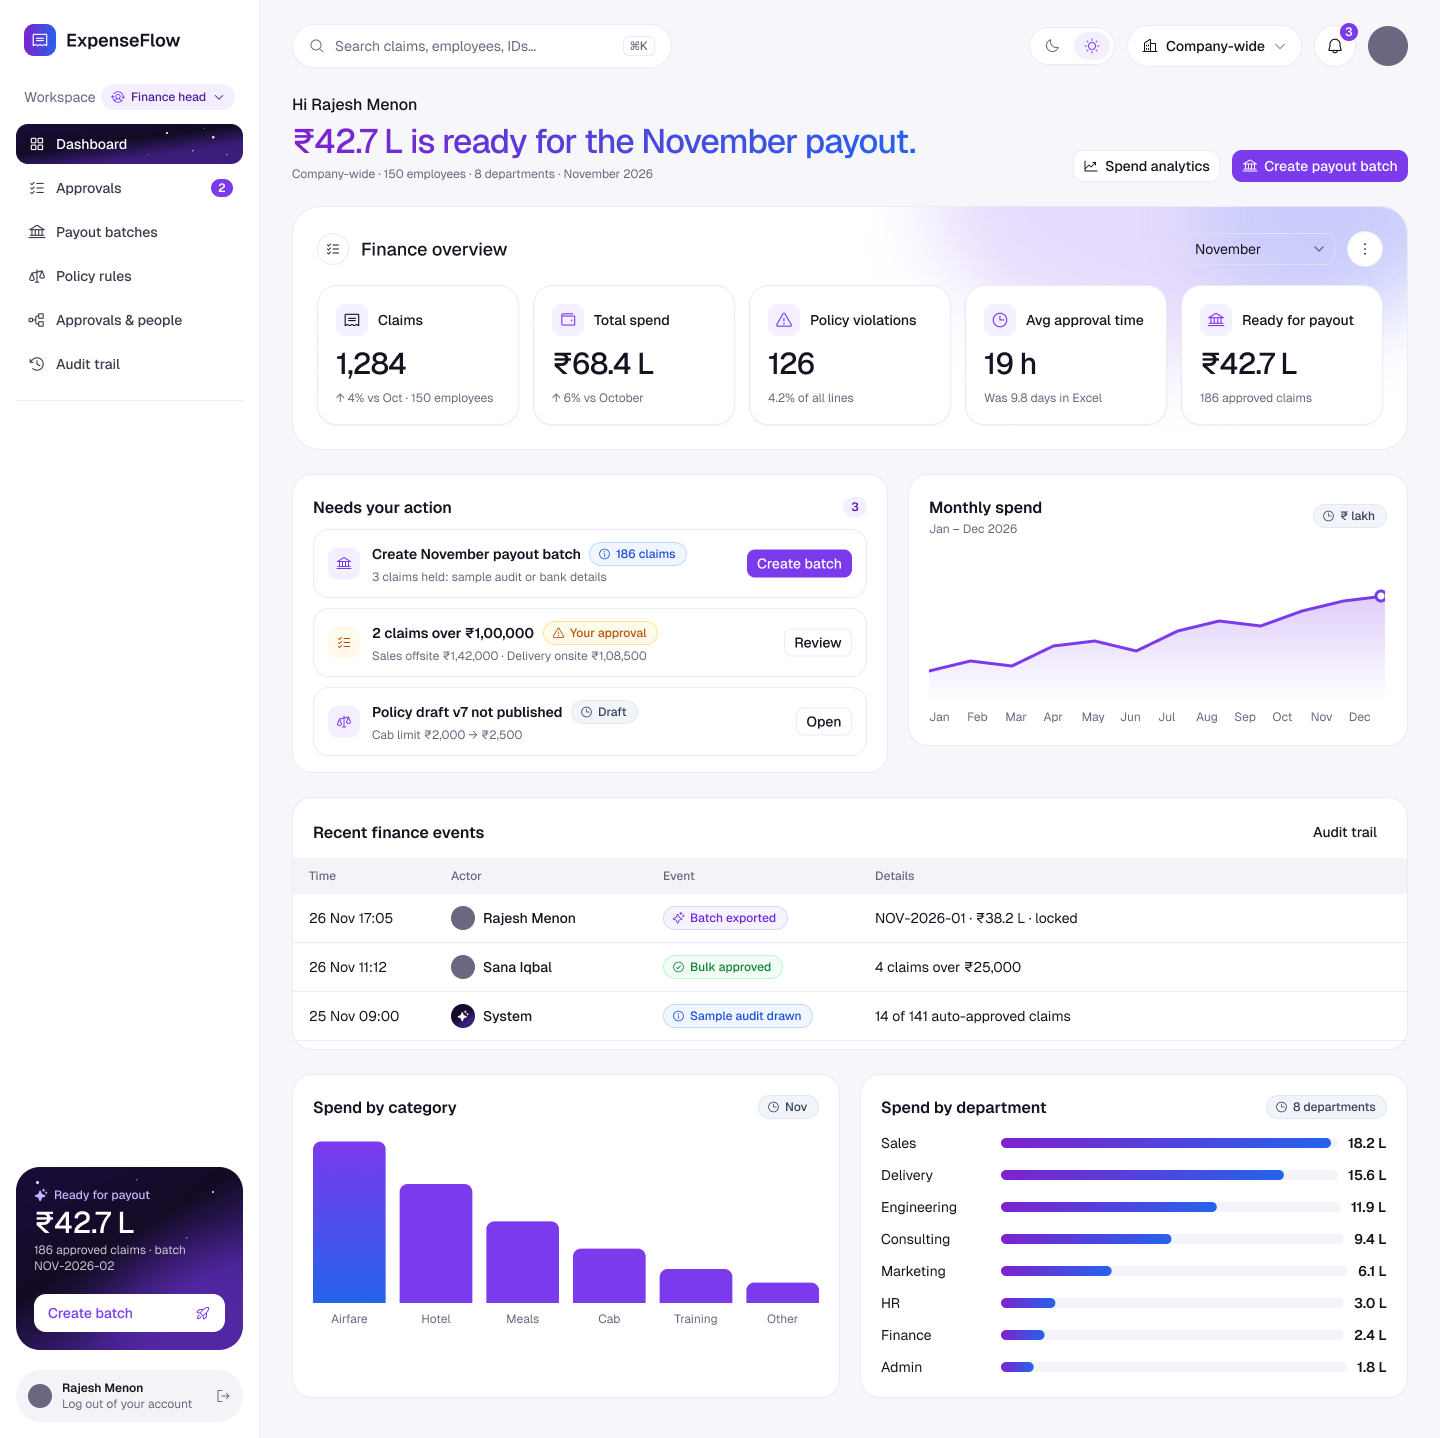 ExpenseFlow
Search claims, employees, IDs... ⌘K
Company-wide
3
Workspace
Finance head
Dashboard
Approvals 2
Payout batches
Policy rules
Approvals & people
Audit trail
Hi Rajesh Menon
₹42.7 L is ready for the November payout.
Company-wide · 150 employees · 8 departments · November 2026
Spend analytics
Create payout batch
Finance overview
November
Claims
1,284
↑ 4% vs Oct · 150 employees
Total spend
₹68.4 L
↑ 6% vs October
Policy violations
126
4.2% of all lines
Avg approval time
19 h
Was 9.8 days in Excel
Ready for payout
₹42.7 L
186 approved claims
Needs your action 3
Create November payout batch 186 claims
3 claims held: sample audit or bank details
Create batch
2 claims over ₹1,00,000 Your approval
Sales offsite ₹1,42,000 · Delivery onsite ₹1,08,500
Review
Policy draft v7 not published Draft
Cab limit ₹2,000 → ₹2,500
Open
Monthly spend
Jan – Dec 2026
₹ lakh
Jan Feb Mar Apr May Jun Jul Aug Sep Oct Nov Dec
Recent finance events
Audit trail
Time Actor Event Details
26 Nov 17:05 Rajesh Menon Batch exported NOV-2026-01 · ₹38.2 L · locked
26 Nov 11:12 Sana Iqbal Bulk approved 4 claims over ₹25,000
25 Nov 09:00 System Sample audit drawn 14 of 141 auto-approved claims
Spend by category
Nov
Airfare Hotel Meals Cab Training Other
Spend by department
8 departments
Sales 18.2 L
Delivery 15.6 L
Engineering 11.9 L
Consulting 9.4 L
Marketing 6.1 L
HR 3.0 L
Finance 2.4 L
Admin 1.8 L
Ready for payout
₹42.7 L
186 approved claims · batch
NOV-2026-02
Create batch
Rajesh Menon
Log out of your account